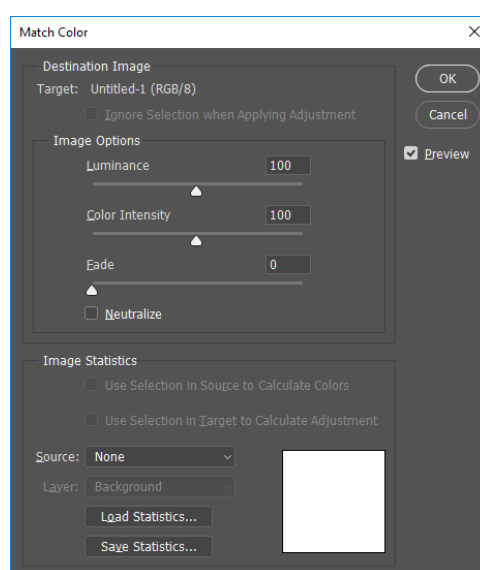 Match Color
Destination Image
Target: Untitled-1 (RGB/8)
Ignore Selection when Applying Adjustment
Image Options
Luminance 100
Color Intensity 100
Fade 0
Neutralize
OK
Cancel
Preview
Image Statistics
Use Selection in Source to Calculate Colors
Use Selection in Target to Calculate Adjustment
Source: None
Layer: Background
Load Statistics...
Save Statistics...